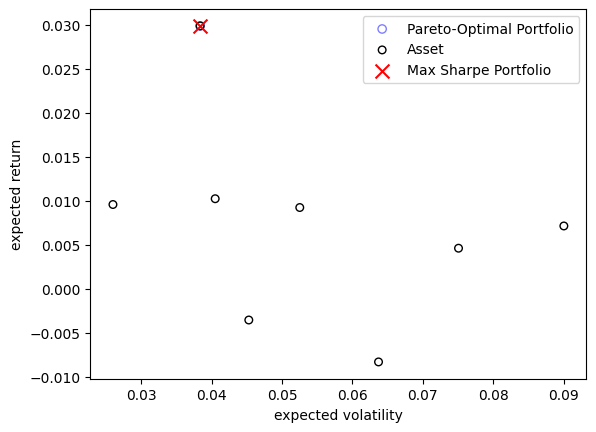 0.030
0.025
0.020
0.015
0.010
0.005
0.000
−0.005
−0.010
expected return
Pareto-Optimal Portfolio
Asset
Max Sharpe Portfolio
0.03 0.04 0.05 0.06 0.07 0.08 0.09
expected volatility